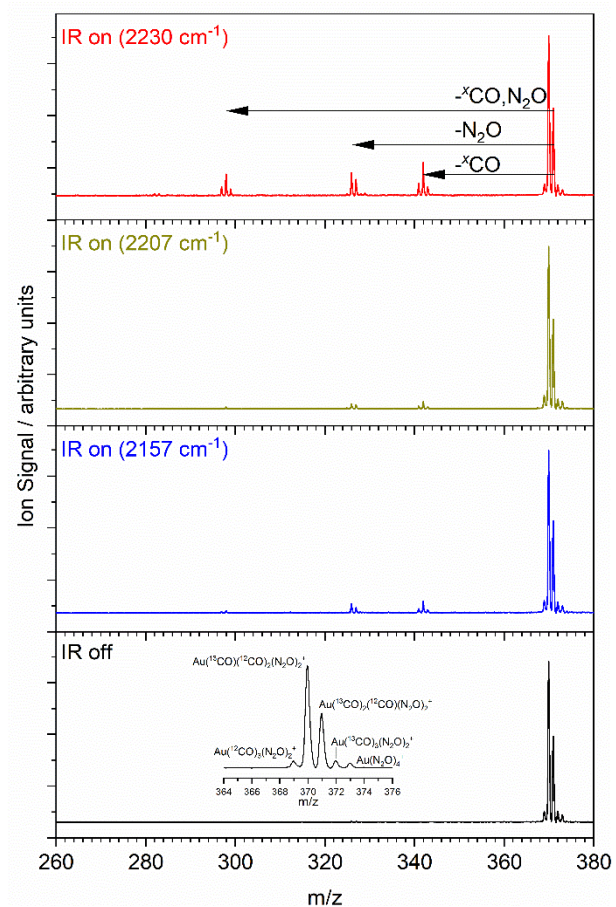 IR on (2230 cm⁻¹)
-ˣCO,N₂O
-N₂O
-ˣCO
IR on (2207 cm⁻¹)
Ion Signal / arbitrary units
IR on (2157 cm⁻¹)
IR off
Au(¹³CO)(¹²CO)₂(N₂O)₂⁺
Au(¹³CO)₂(¹²CO)(N₂O)₂⁺
Au(¹²CO)₃(N₂O)₂⁺
Au(¹³CO)₃(N₂O)₂⁺
Au(N₂O)₄
364 366 368 370 372 374 376
m/z
260 280 300 320 340 360 380
m/z